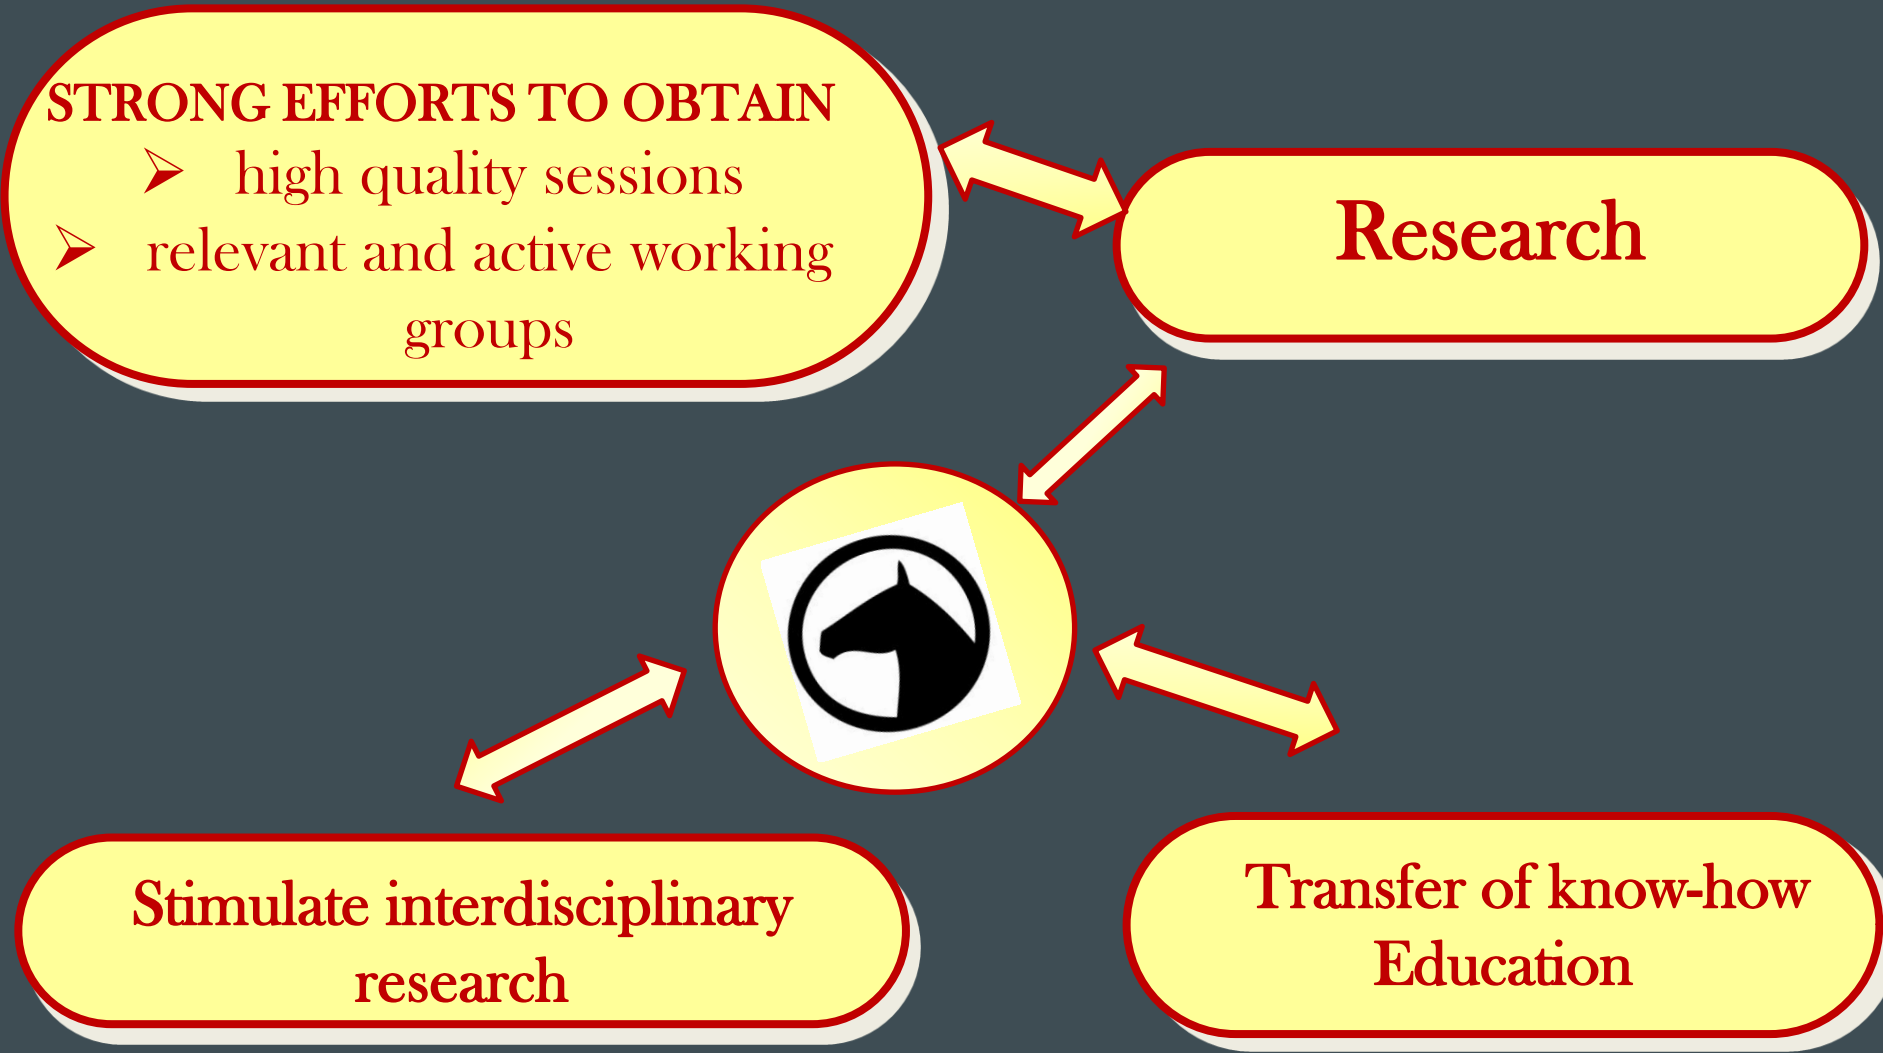 STRONG EFFORTS TO OBTAIN
➢ high quality sessions
➢ relevant and active working
groups
Research
Stimulate interdisciplinary
research
Transfer of know-how
Education